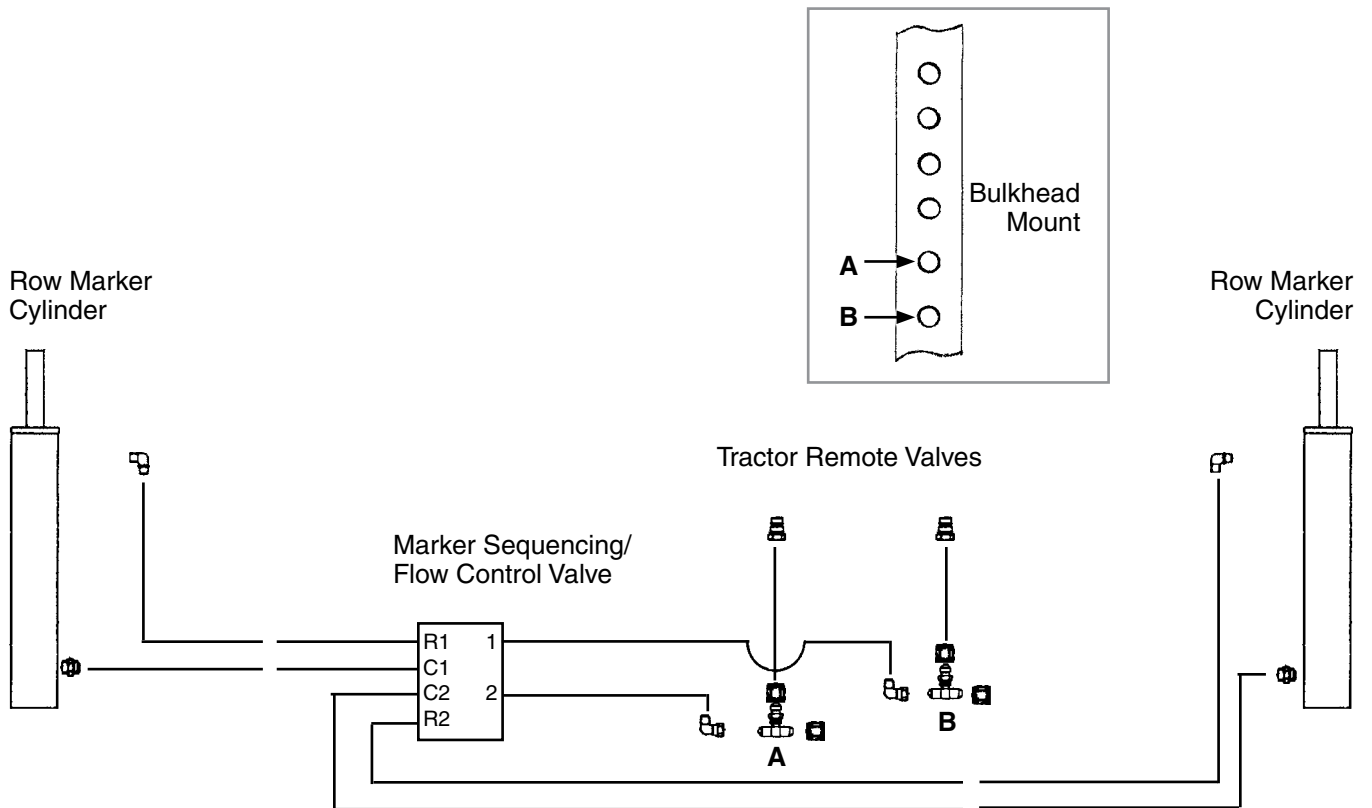 Bulkhead
Mount
A
B
Row Marker
Cylinder
Row Marker
Cylinder
Tractor Remote Valves
Marker Sequencing/
Flow Control Valve
R1 1
C1
C2 2
R2
B
A